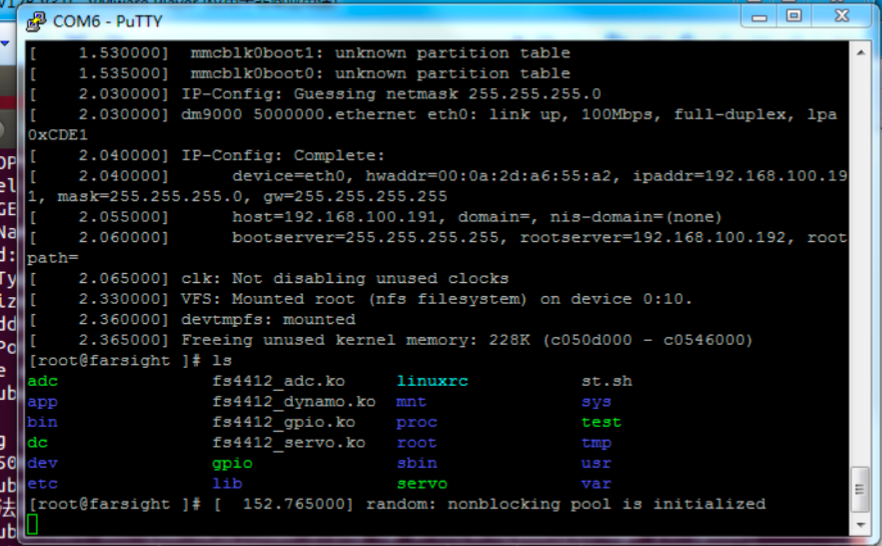 COM6 - PuTTY
[    1.530000]  mmcblk0boot1: unknown partition table
[    1.535000]  mmcblk0boot0: unknown partition table
[    2.030000] IP-Config: Guessing netmask 255.255.255.0
[    2.030000] dm9000 5000000.ethernet eth0: link up, 100Mbps, full-duplex, lpa
0xCDE1
[    2.040000] IP-Config: Complete:
[    2.040000]      device=eth0, hwaddr=00:0a:2d:a6:55:a2, ipaddr=192.168.100.19
1, mask=255.255.255.0, gw=255.255.255.255
[    2.055000]      host=192.168.100.191, domain=, nis-domain=(none)
[    2.060000]      bootserver=255.255.255.255, rootserver=192.168.100.192, root
path=
[    2.065000] clk: Not disabling unused clocks
[    2.330000] VFS: Mounted root (nfs filesystem) on device 0:10.
[    2.360000] devtmpfs: mounted
[    2.365000] Freeing unused kernel memory: 228K (c050d000 - c0546000)
[root@farsight ]# ls
adc fs4412_adc.ko linuxrc st.sh
app fs4412_dynamo.ko mnt sys
bin fs4412_gpio.ko proc test
dc fs4412_servo.ko root tmp
dev gpio sbin usr
etc lib servo var
[root@farsight ]# [  152.765000] random: nonblocking pool is initialized